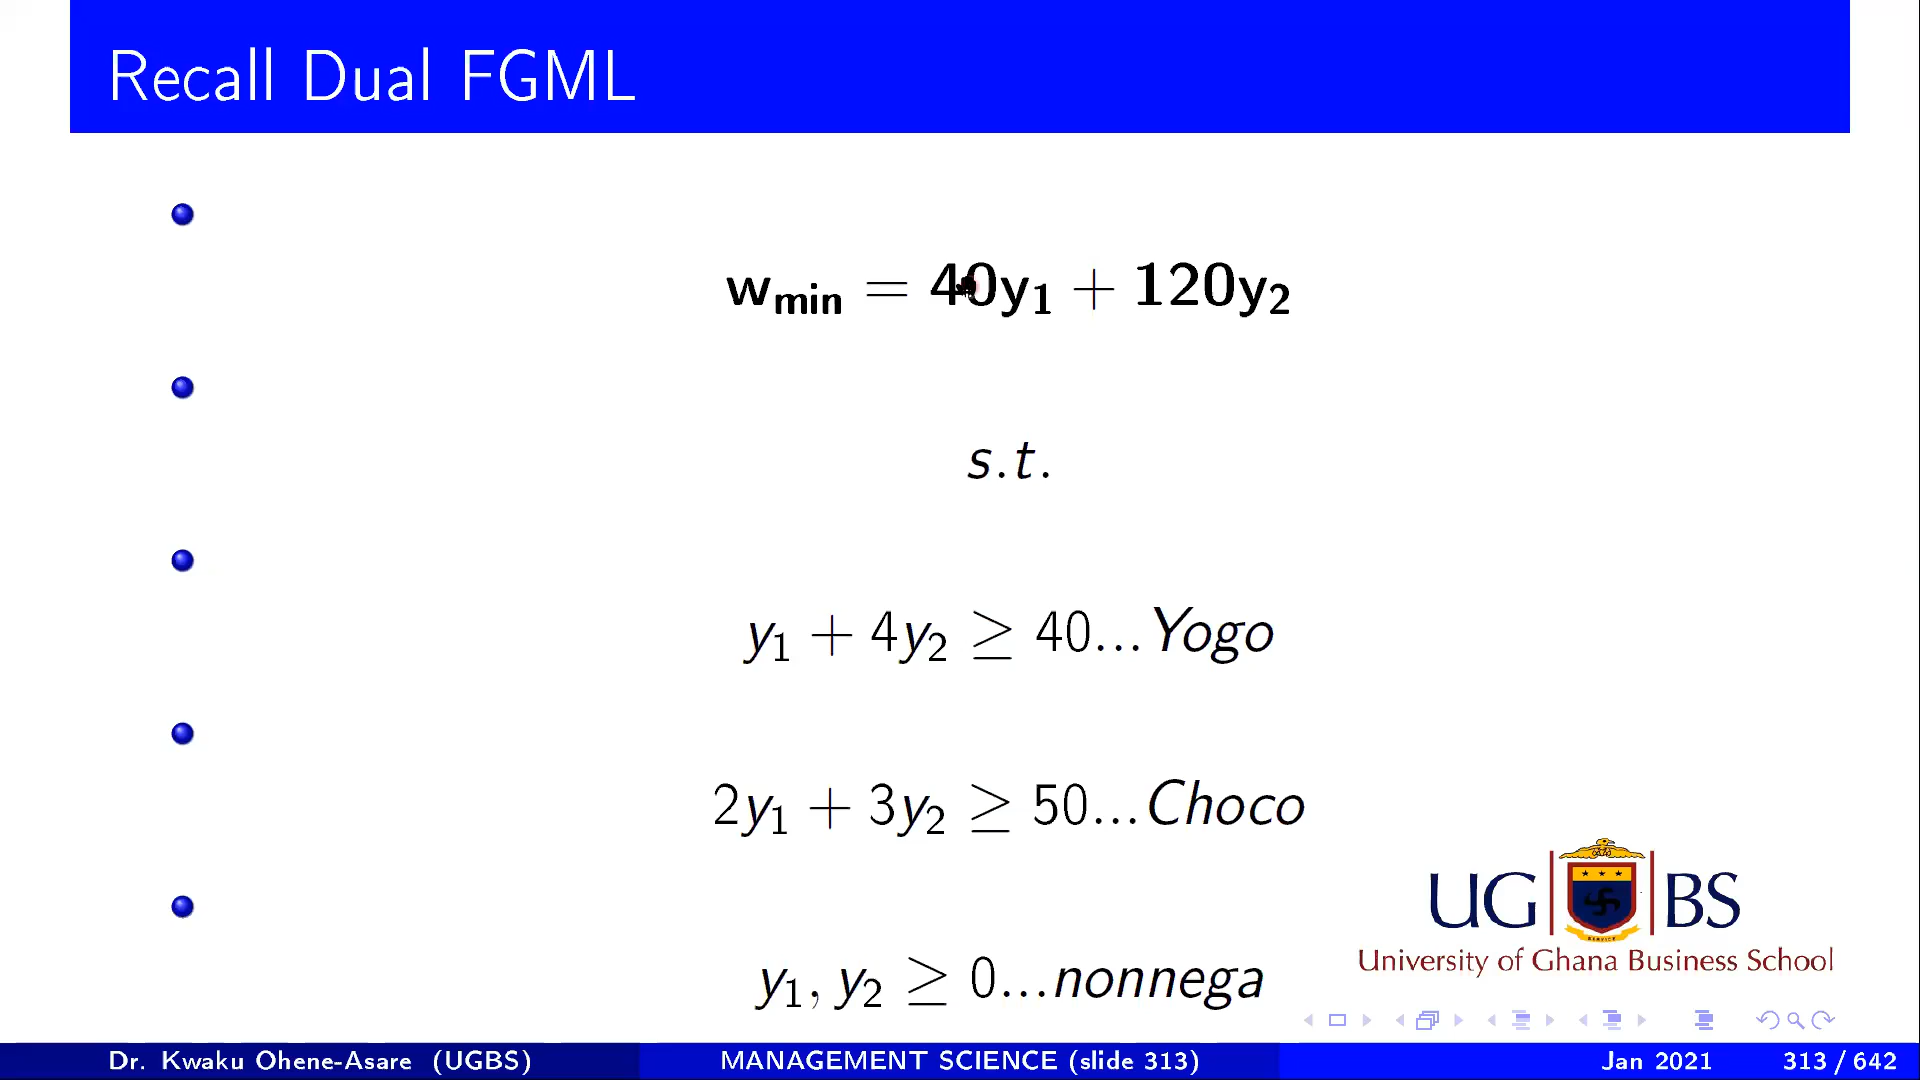 Recall Dual FGML
w_min = 40y₁ + 120y₂
s.t.
y₁ + 4y₂ ≥ 40...Yogo
2y₁ + 3y₂ ≥ 50...Choco
y₁, y₂ ≥ 0...nonnega
UG BS
University of Ghana Business School
Dr. Kwaku Ohene-Asare (UGBS) MANAGEMENT SCIENCE (slide 313) Jan 2021 313 / 642